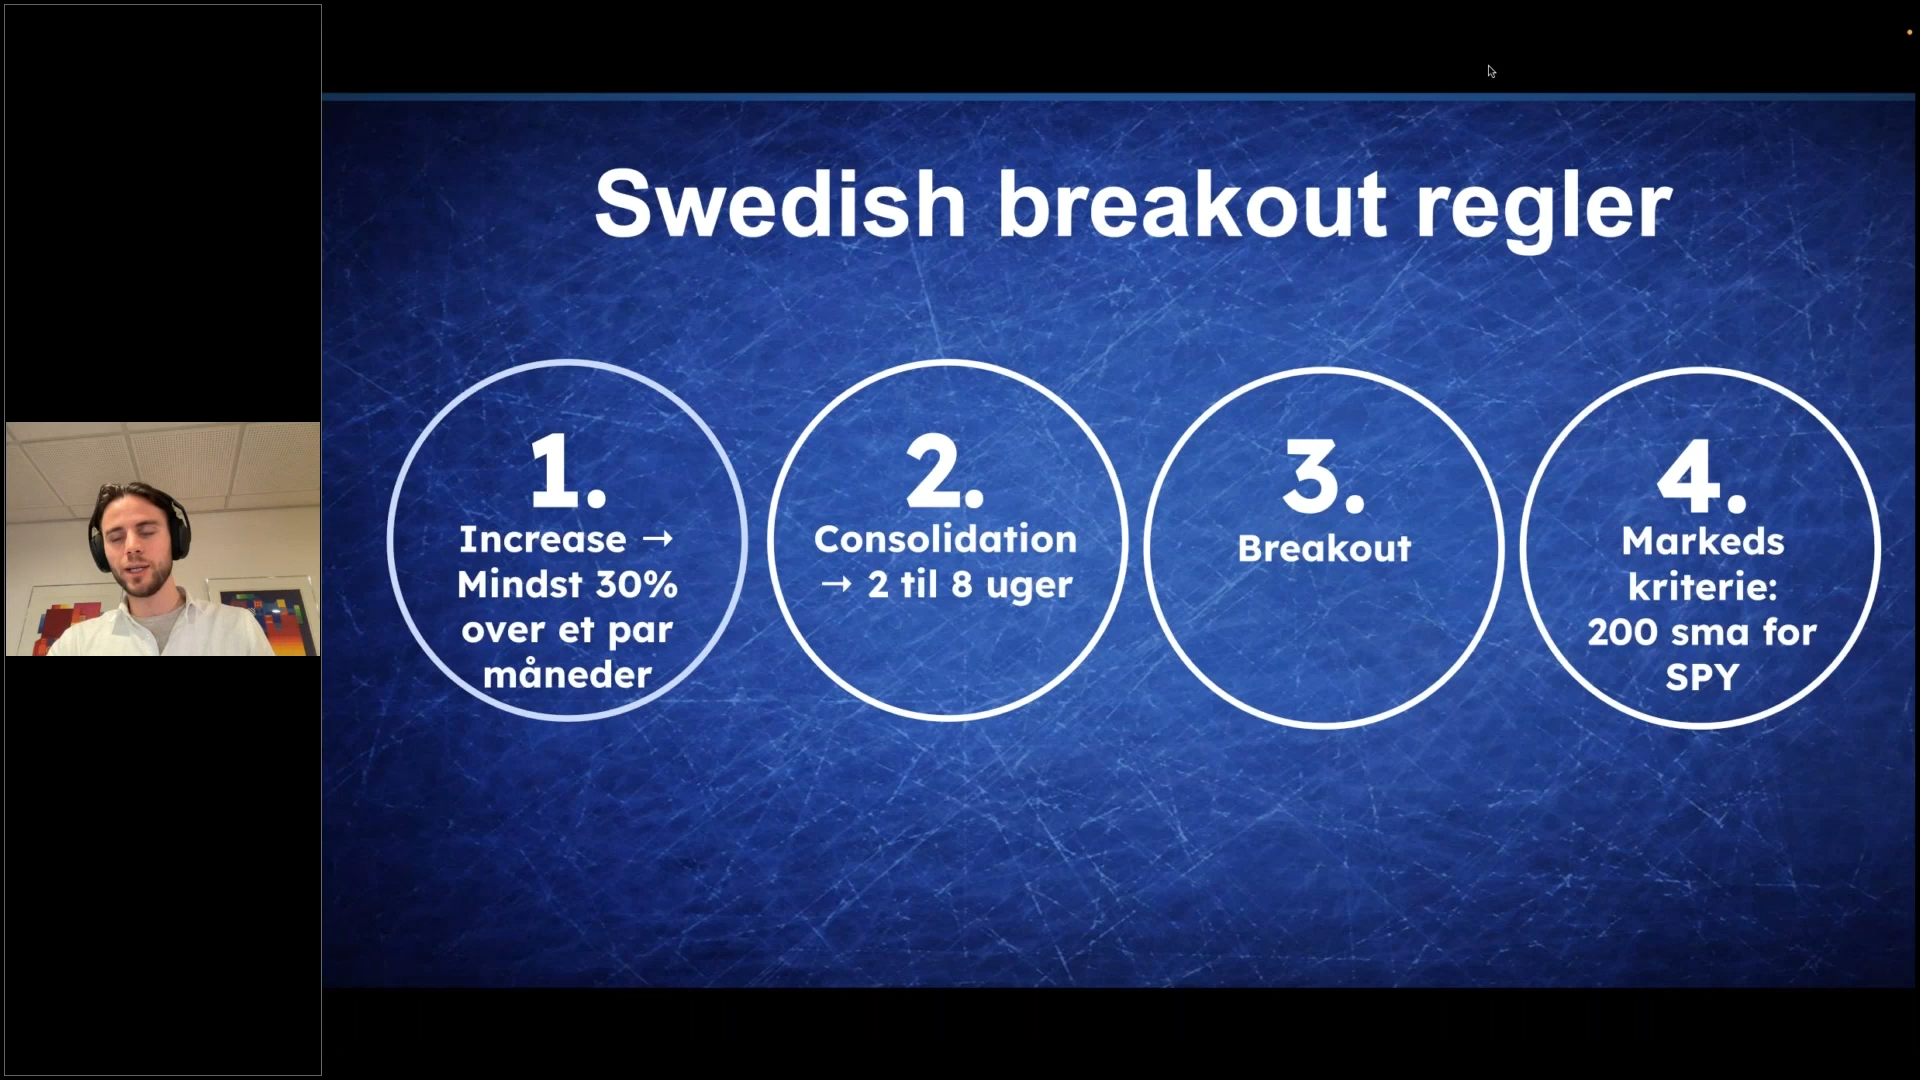 Swedish breakout regler
1.
Increase →
Mindst 30%
over et par
måneder
2.
Consolidation
→ 2 til 8 uger
3.
Breakout
4.
Markeds
kriterie:
200 sma for
SPY